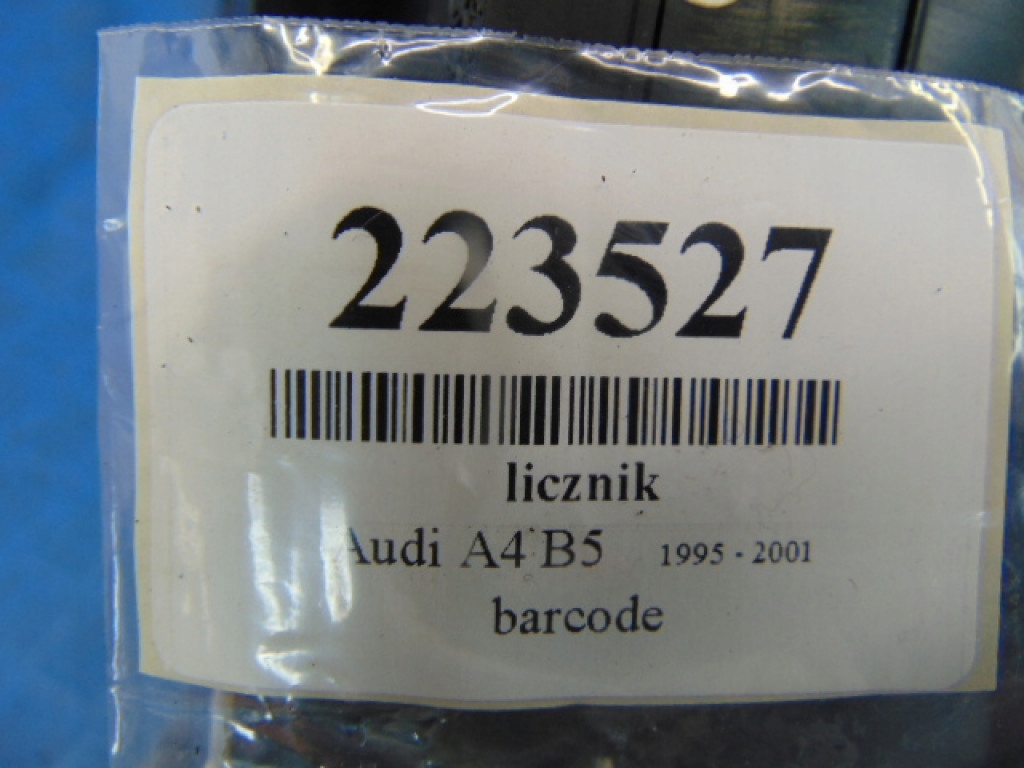 223527
licznik
Audi A4 B5 1995 - 2001
barcode